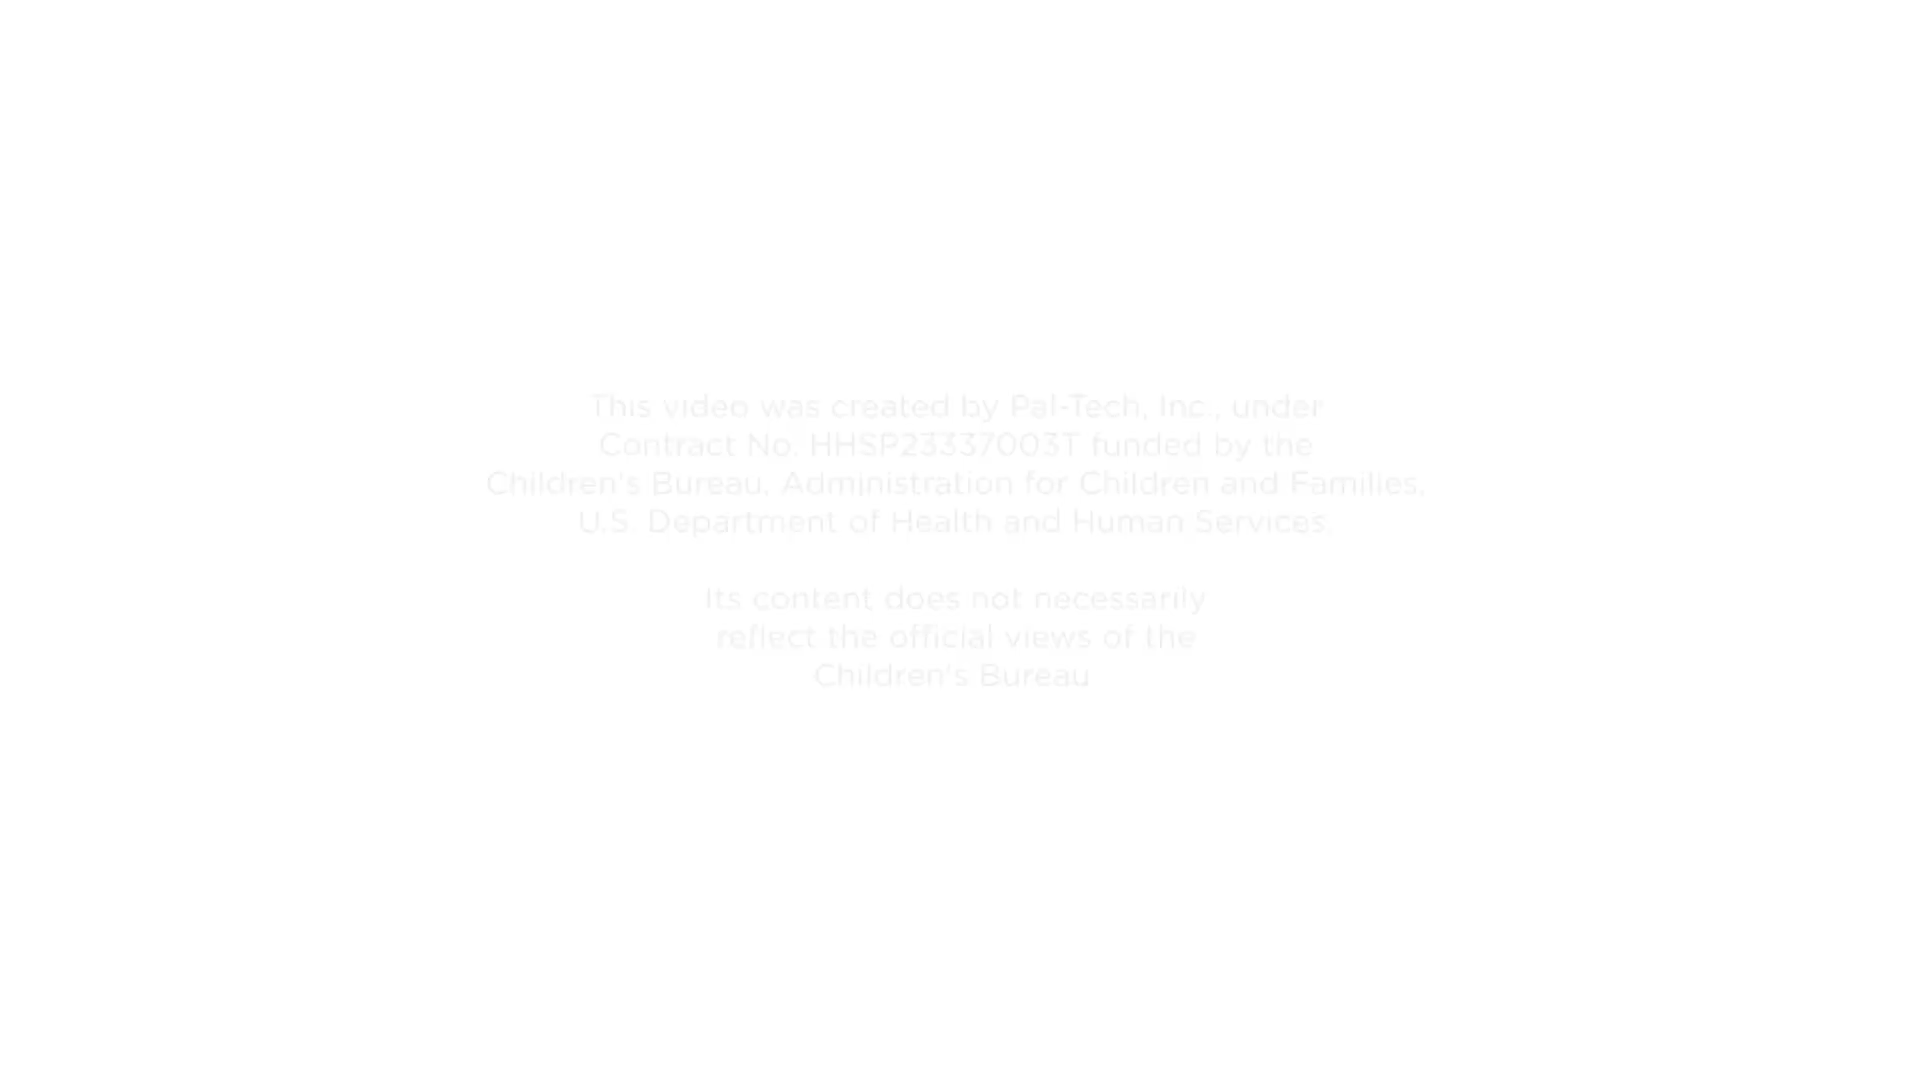 This video was created by Pal-Tech, Inc., under
Contract No. HHSP23337003T funded by the
Children's Bureau, Administration for Children and Families,
U.S. Department of Health and Human Services.
Its content does not necessarily
reflect the official views of the
Children's Bureau